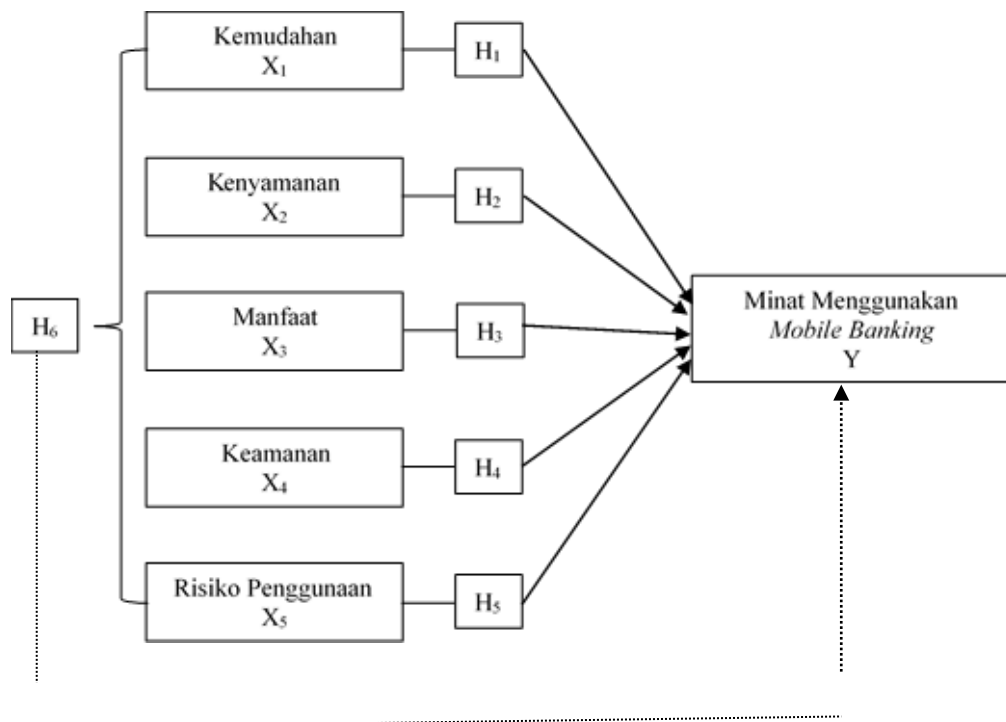 Kemudahan
X₁
H₁
Kenyamanan
X₂
H₂
Manfaat
X₃
H₃
H₆
Minat Menggunakan
Mobile Banking
Y
Keamanan
X₄
H₄
Risiko Penggunaan
X₅
H₅